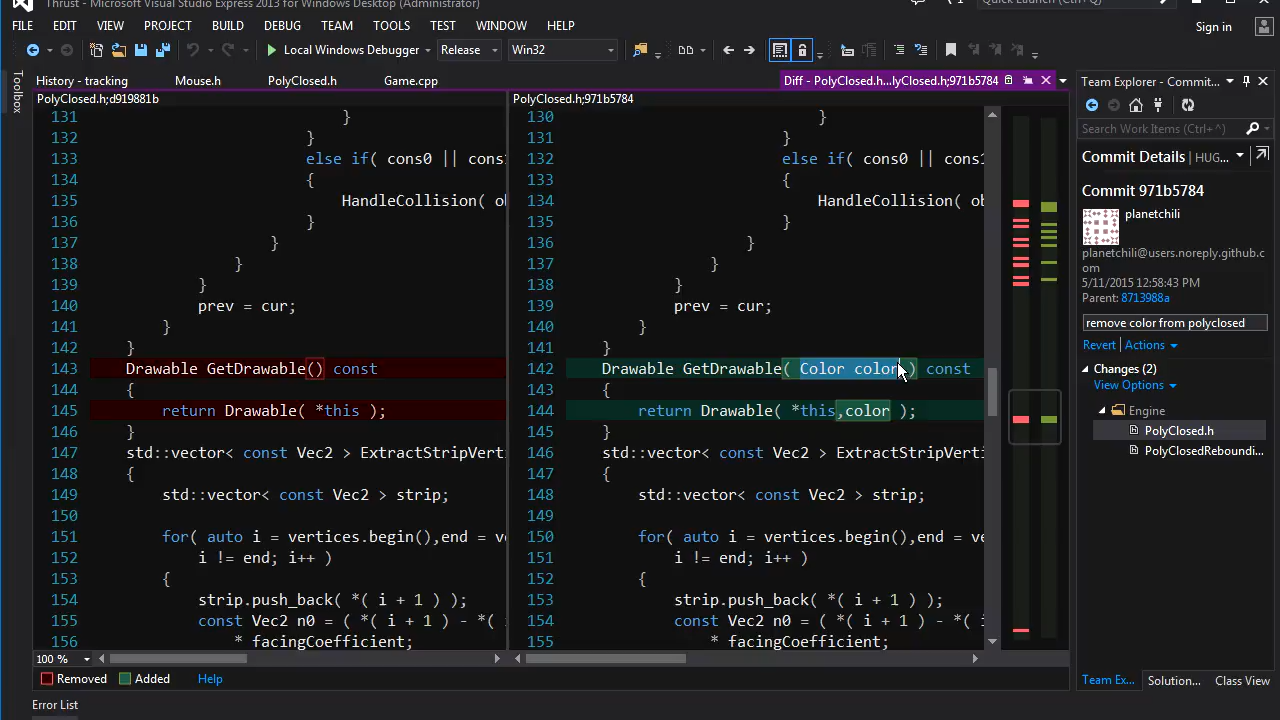 Thrust - Microsoft Visual Studio Express 2013 for Windows Desktop (Administrator)
FILE EDIT VIEW PROJECT BUILD DEBUG TEAM TOOLS TEST WINDOW HELP
Sign in
Local Windows Debugger Release Win32
Toolbox
History - tracking Mouse.h PolyClosed.h Game.cpp Diff - PolyClosed.h...lyClosed.h;971b5784
PolyClosed.h;d919881b
131 }
132 }
133 else if( cons0 || cons
134 {
135 HandleCollision(
136 }
137 }
138 }
139 }
140 prev = cur;
141 }
142 }
143 Drawable GetDrawable() const
144 {
145 return Drawable( *this );
146 }
147 std::vector< const Vec2 > ExtractStripVerti
148 {
149 std::vector< const Vec2 > strip;
150
151 for( auto i = vertices.begin(),end =
152 i != end; i++ )
153 {
154 strip.push_back( *( i + 1 ) );
155 const Vec2 n0 = ( *( i + 1 ) - *(
156 * facingCoefficient;
PolyClosed.h;971b5784
130 }
131 }
132 else if( cons0 || cons1
133 {
134 HandleCollision(
135 }
136 }
137 }
138 }
139 prev = cur;
140 }
141 }
142 Drawable GetDrawable( Color color ) const
143 {
144 return Drawable( *this,color );
145 }
146 std::vector< const Vec2 > ExtractStripVerti
147 {
148 std::vector< const Vec2 > strip;
149
150 for( auto i = vertices.begin(),end =
151 i != end; i++ )
152 {
153 strip.push_back( *( i + 1 ) );
154 const Vec2 n0 = ( *( i + 1 ) - *(
155 * facingCoefficient;
100 %
Removed Added Help
Error List
Team Explorer - Commit...
Search Work Items (Ctrl+')
Commit Details | HUG...
Commit 971b5784
planetchili
planetchili@users.noreply.github.c
om
5/11/2015 12:58:43 PM
Parent: 8713988a
remove color from polyclosed
Revert Actions
Changes (2)
View Options
Engine
PolyClosed.h
PolyClosedReboundi...
Team Ex... Solution... Class View